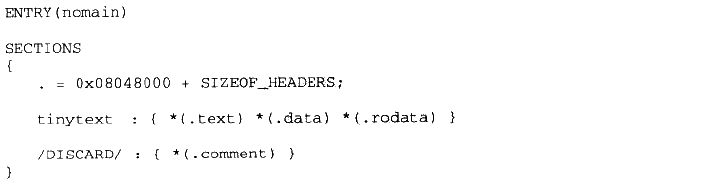 ENTRY(nomain)
SECTIONS
{
. = 0x08048000 + SIZEOF_HEADERS;
tinytext : { *(.text) *(.data) *(.rodata) }
/DISCARD/ : { *(.comment) }
}